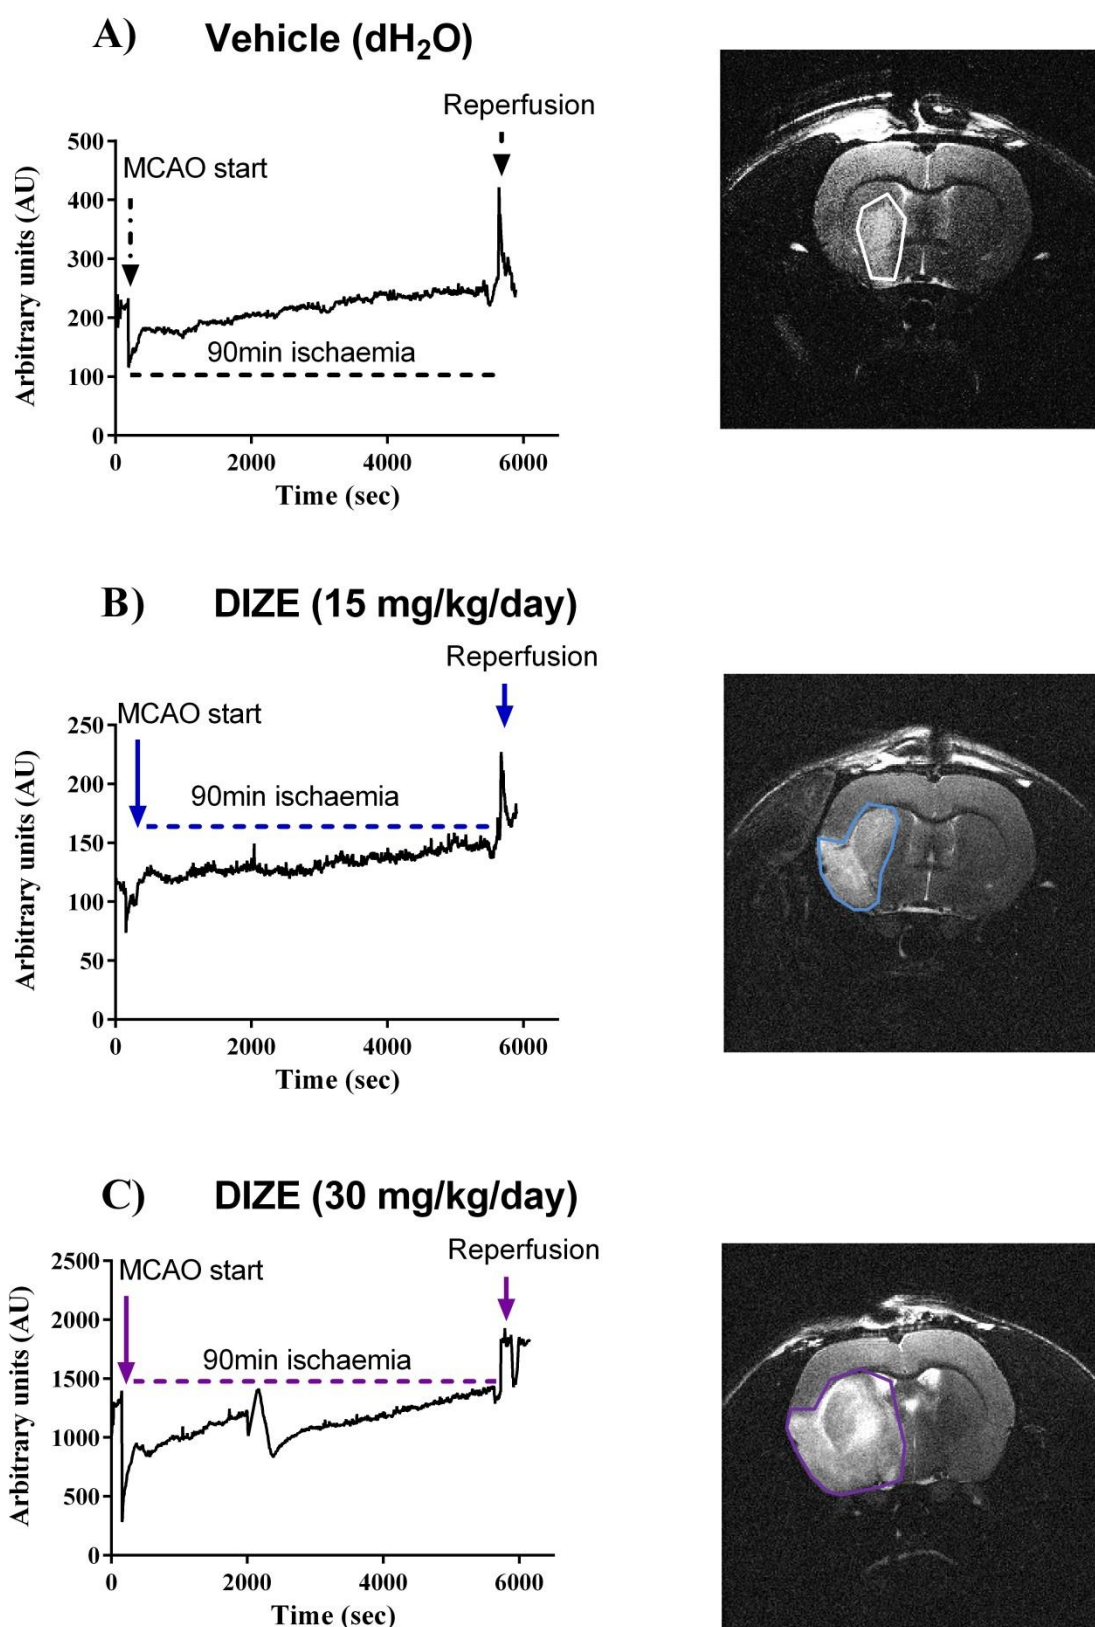 A) Vehicle (dH₂O)
Reperfusion
MCAO start
90min ischaemia
Arbitrary units (AU)
500
400
300
200
100
0
0 2000 4000 6000
Time (sec)
B) DIZE (15 mg/kg/day)
Reperfusion
MCAO start
90min ischaemia
Arbitrary units (AU)
250
200
150
100
50
0
0 2000 4000 6000
Time (sec)
C) DIZE (30 mg/kg/day)
Reperfusion
MCAO start
90min ischaemia
Arbitrary units (AU)
2500
2000
1500
1000
500
0
0 2000 4000 6000
Time (sec)